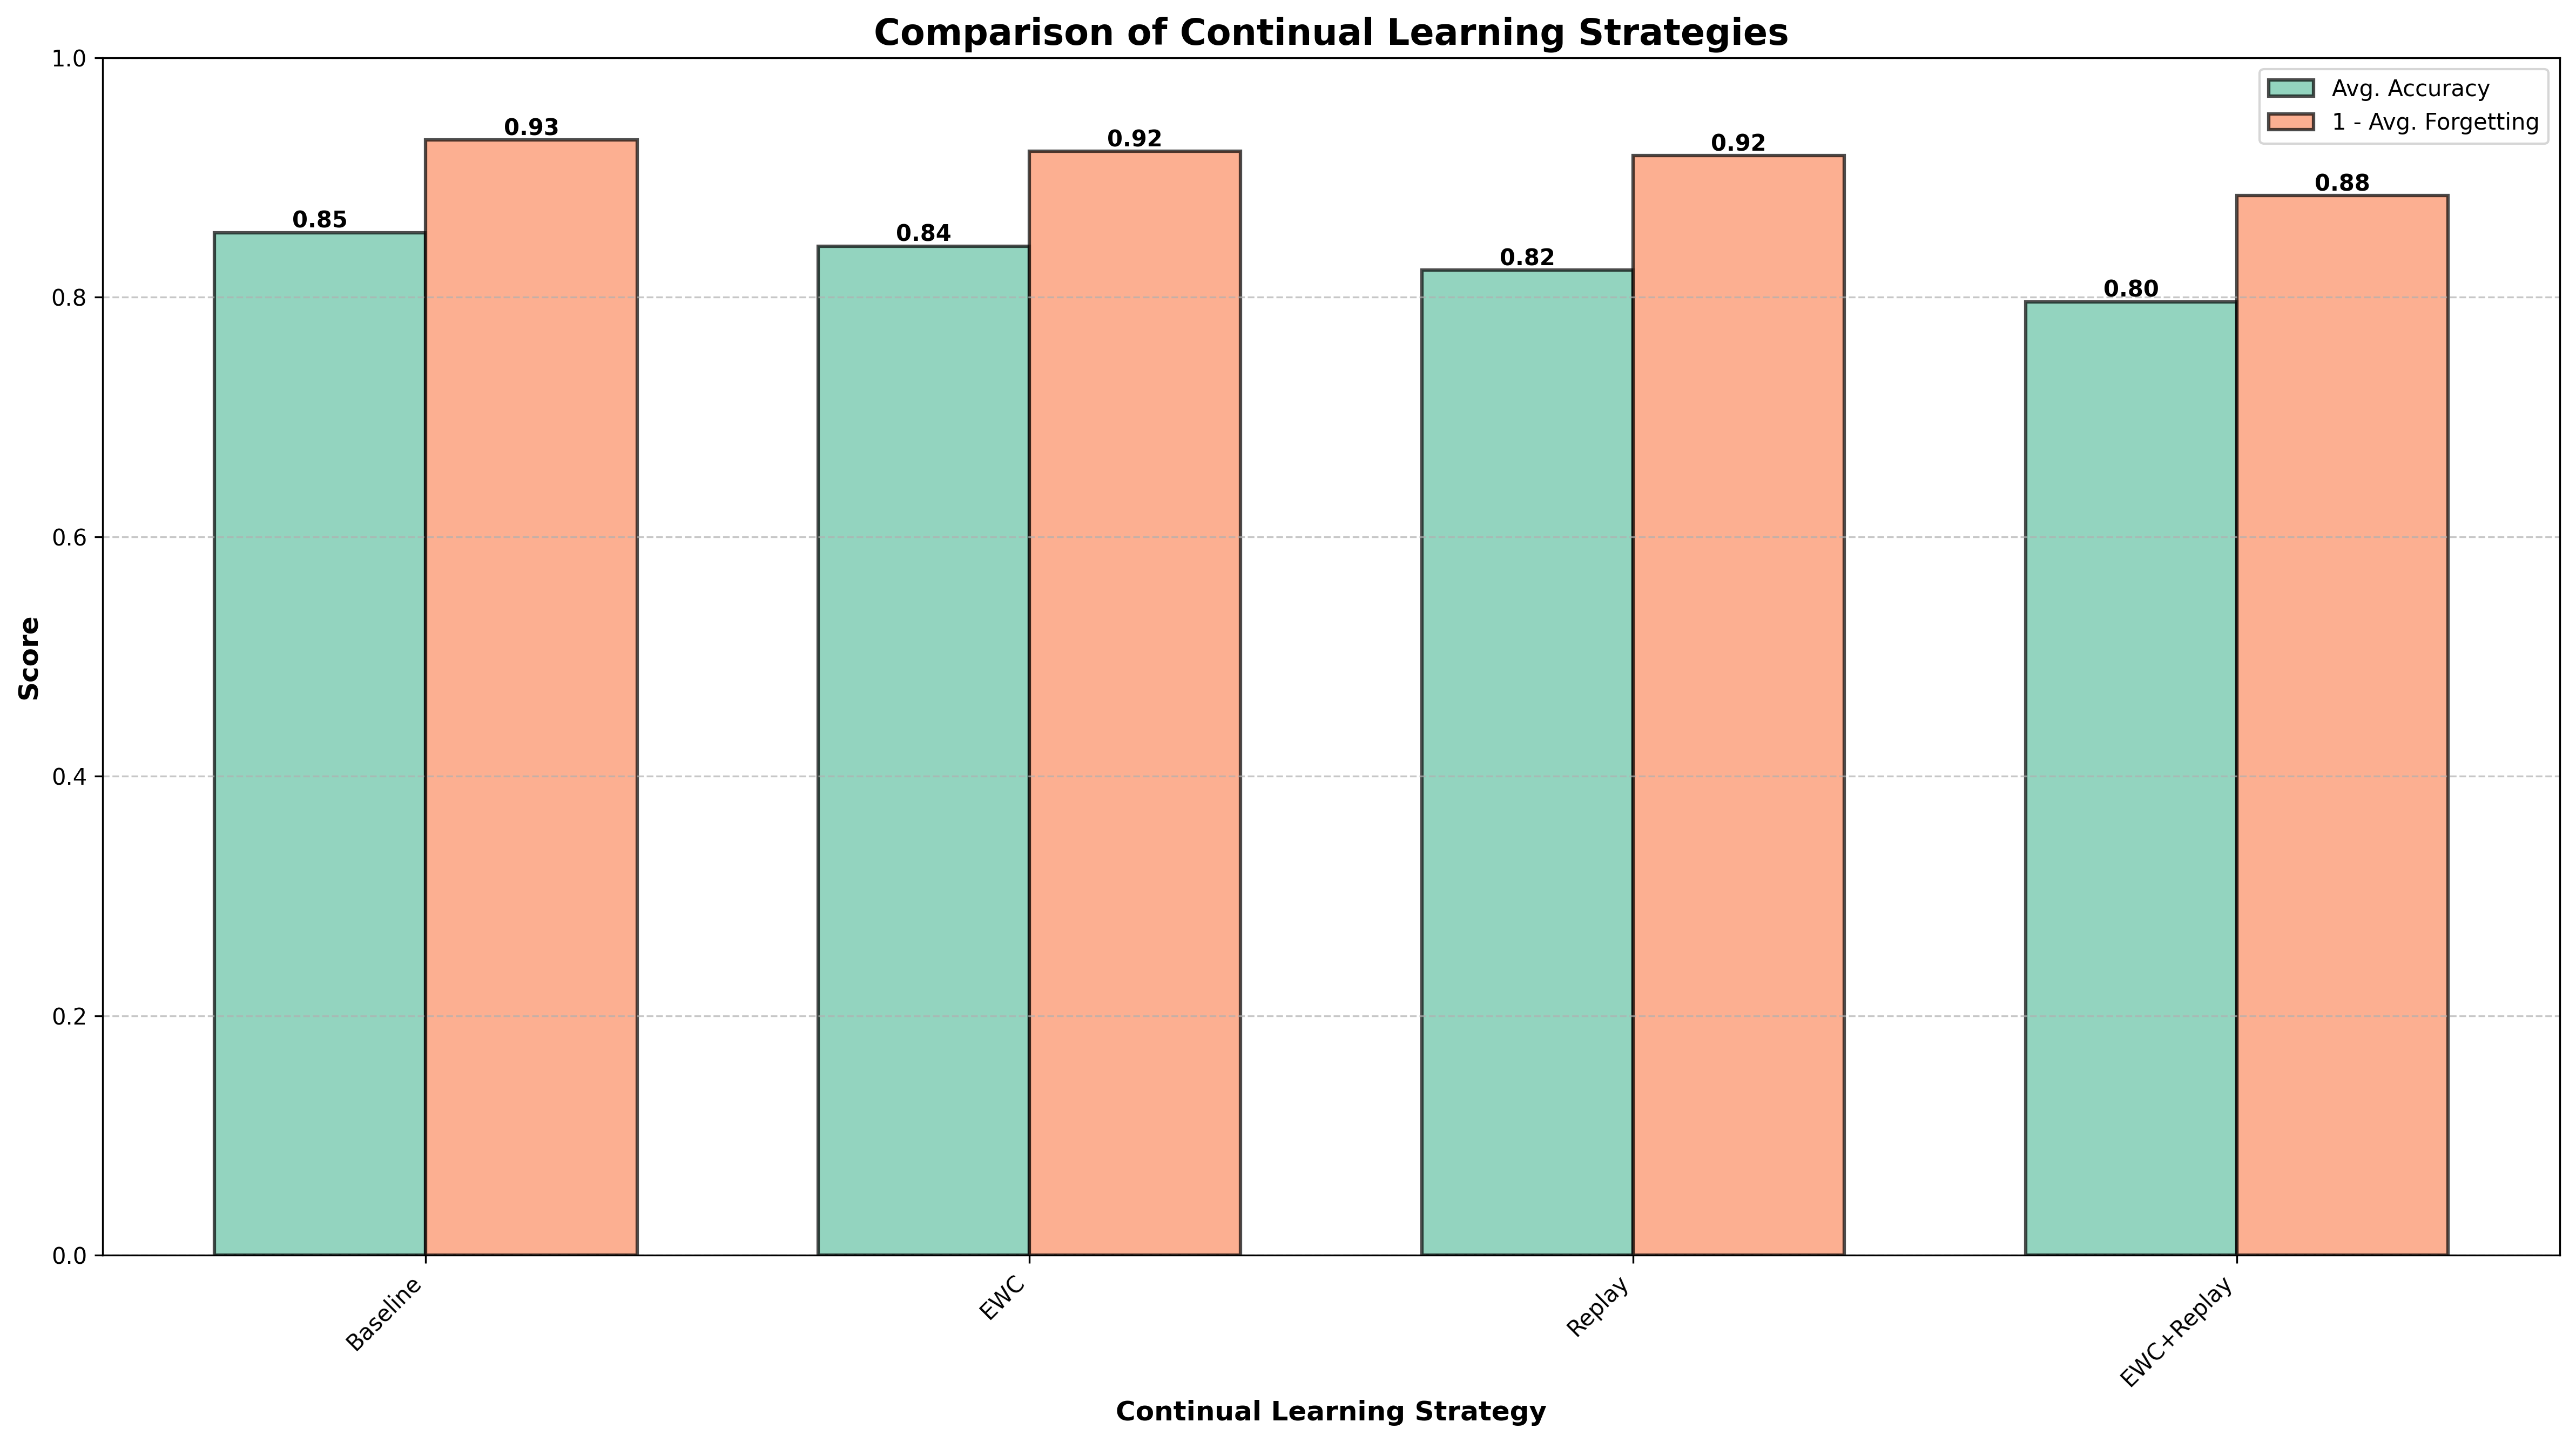 Comparison of Continual Learning Strategies
1.0
0.8
0.6
0.4
0.2
0.0
Score
Avg. Accuracy
1 - Avg. Forgetting
0.85
0.93
0.84
0.92
0.82
0.92
0.80
0.88
Baseline
EWC
Replay
EWC+Replay
Continual Learning Strategy